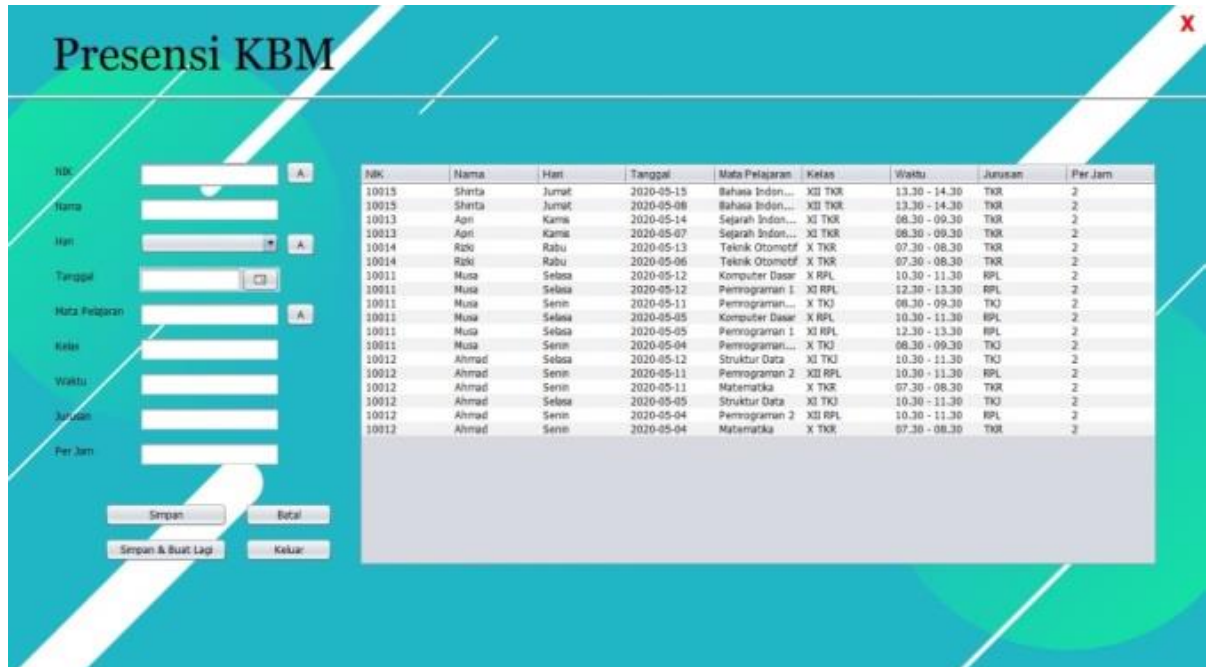 X
Presensi KBM
NIK A
Nama
Hari A
Tanggal
Mata Pelajaran A
Kelas
Waktu
Jurusan
Per Jam
Simpan Batal
Simpan & Buat Lagi Keluar
NIK Nama Hari Tanggal Mata Pelajaran Kelas Waktu Jurusan Per Jam
10015 Shinta Jumat 2020-05-15 Bahasa Indon... XII TKR 13.30 - 14.30 TKR 2
10015 Shinta Jumat 2020-05-08 Bahasa Indon... XII TKR 13.30 - 14.30 TKR 2
10013 Apri Kamis 2020-05-14 Sejarah Indon... XI TKR 08.30 - 09.30 TKR 2
10013 Apri Kamis 2020-05-07 Sejarah Indon... XI TKR 08.30 - 09.30 TKR 2
10014 Rizki Rabu 2020-05-13 Teknik Otomotif X TKR 07.30 - 08.30 TKR 2
10014 Rizki Rabu 2020-05-06 Teknik Otomotif X TKR 07.30 - 08.30 TKR 2
10011 Musa Selasa 2020-05-12 Komputer Dasar X RPL 10.30 - 11.30 RPL 2
10011 Musa Selasa 2020-05-12 Pemrograman 1 XI RPL 12.30 - 13.30 RPL 2
10011 Musa Senin 2020-05-11 Pemrograman... X TKJ 08.30 - 09.30 TKJ 2
10011 Musa Selasa 2020-05-05 Komputer Dasar X RPL 10.30 - 11.30 RPL 2
10011 Musa Selasa 2020-05-05 Pemrograman 1 XI RPL 12.30 - 13.30 RPL 2
10011 Musa Senin 2020-05-04 Pemrograman... X TKJ 08.30 - 09.30 TKJ 2
10012 Ahmad Selasa 2020-05-12 Struktur Data XI TKJ 10.30 - 11.30 TKJ 2
10012 Ahmad Senin 2020-05-11 Pemrograman 2 XII RPL 10.30 - 11.30 RPL 2
10012 Ahmad Senin 2020-05-11 Matematika X TKR 07.30 - 08.30 TKR 2
10012 Ahmad Selasa 2020-05-05 Struktur Data XI TKJ 10.30 - 11.30 TKJ 2
10012 Ahmad Senin 2020-05-04 Pemrograman 2 XII RPL 10.30 - 11.30 RPL 2
10012 Ahmad Senin 2020-05-04 Matematika X TKR 07.30 - 08.30 TKR 2